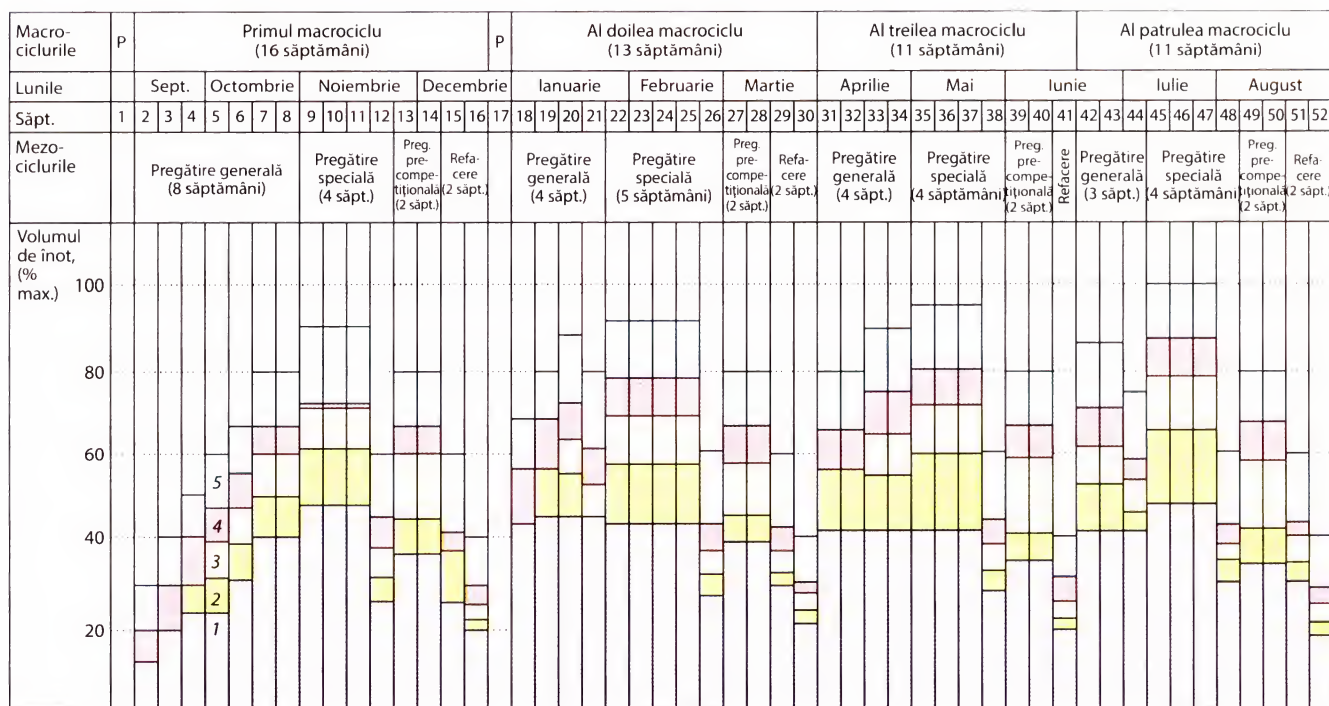 Macro-
ciclurile
P
Primul macrociclu
(16 săptămâni)
P
Al doilea macrociclu
(13 săptămâni)
Al treilea macrociclu
(11 săptămâni)
Al patrulea macrociclu
(11 săptămâni)
Lunile
Sept. Octombrie Noiembrie Decembrie Ianuarie Februarie Martie Aprilie Mai Iunie Iulie August
Săpt. 1 2 3 4 5 6 7 8 9 10 11 12 13 14 15 16 17 18 19 20 21 22 23 24 25 26 27 28 29 30 31 32 33 34 35 36 37 38 39 40 41 42 43 44 45 46 47 48 49 50 51 52
Mezo-
ciclurile
Pregătire generală
(8 săptămâni)
Pregătire
specială
(4 săpt.)
Preg.
pre-
compe-
tițională
(2 săpt.)
Refa-
cere
(2 săpt.)
Pregătire
generală
(4 săpt.)
Pregătire
specială
(5 săptămâni)
Preg.
pre-
compe-
tițională
(2 săpt.)
Refa-
cere
(2 săpt.)
Pregătire
generală
(4 săpt.)
Pregătire
specială
(4 săptămâni)
Preg.
pre-
compe-
tițională
(2 săpt.)
Refacere
Pregătire
generală
(3 săpt.)
Pregătire
specială
(4 săptămâni)
Preg.
pre-
compe-
tițională
(2 săpt.)
Refa-
cere
(2 săpt.)
Volumul
de înot,
(%
max.)
100
80
60
40
20
5
4
3
2
1